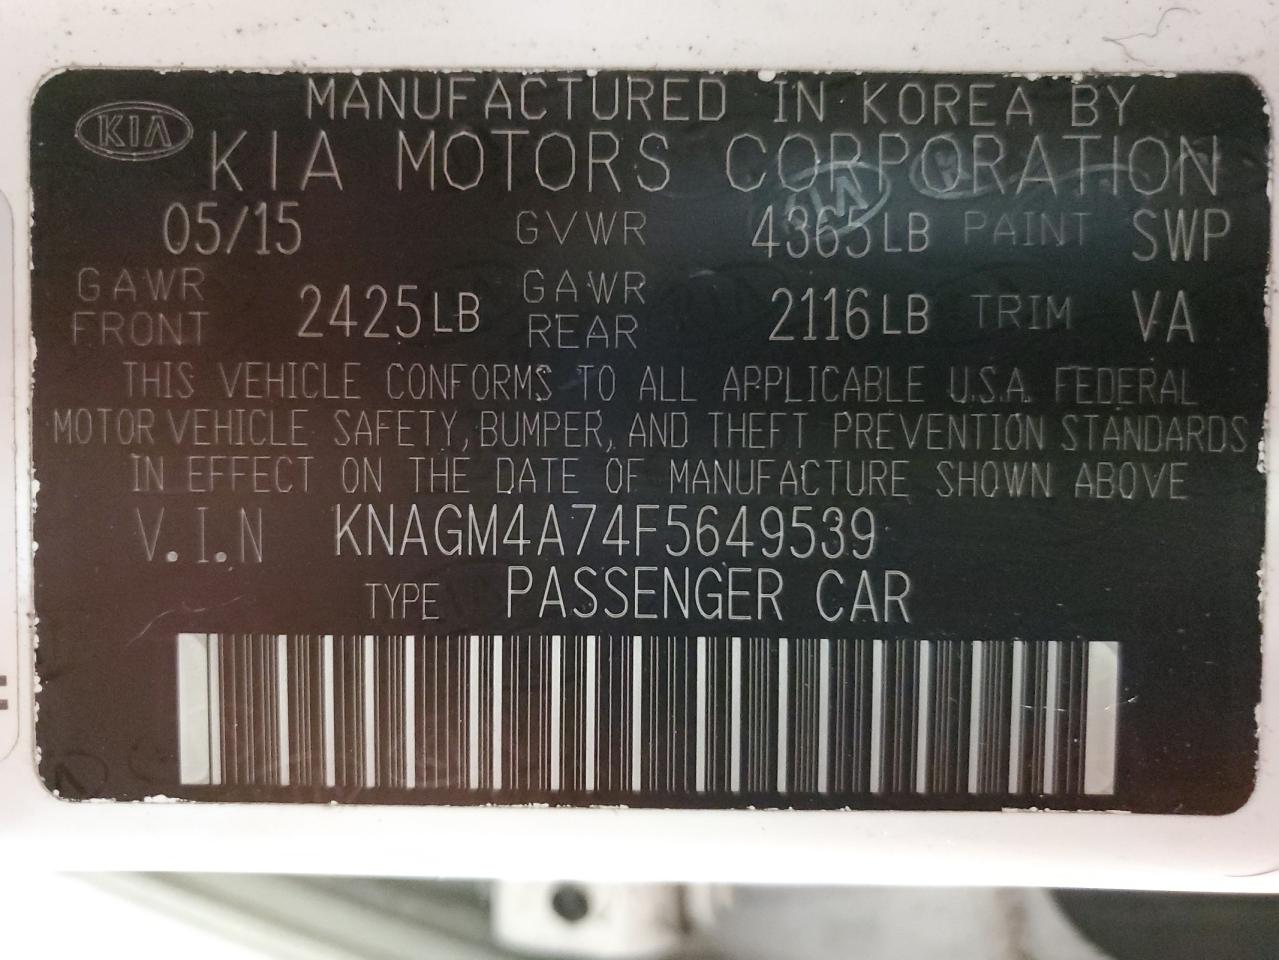 KIA
MANUFACTURED IN KOREA BY
KIA MOTORS CORPORATION
05/15 GVWR 4365LB PAINT SWP
GAWR FRONT 2425LB GAWR REAR 2116LB TRIM VA
THIS VEHICLE CONFORMS TO ALL APPLICABLE U.S.A. FEDERAL
MOTOR VEHICLE SAFETY, BUMPER, AND THEFT PREVENTION STANDARDS
IN EFFECT ON THE DATE OF MANUFACTURE SHOWN ABOVE
V.I.N KNAGM4A74F5649539
TYPE PASSENGER CAR